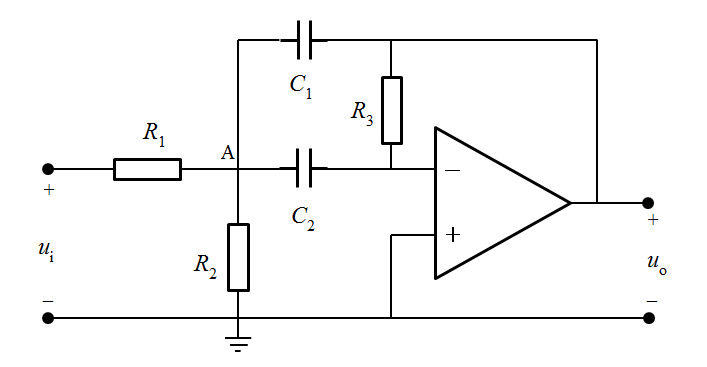 C₁
R₃
R₁
A
−
+
C₂
+
+
uᵢ
R₂
uₒ
−
−